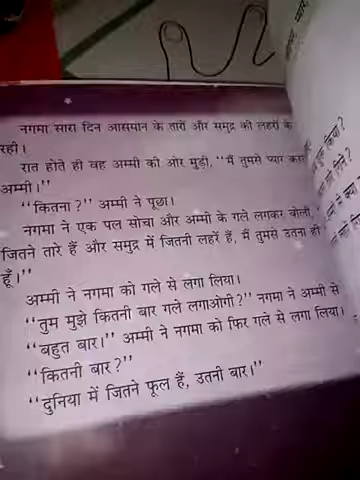 नगमा सारा दिन आसमान के तारों और समुद्र की लहरों के
रही।
रात होते ही वह अम्मी की ओर मुड़ी, “मैं तुमसे प्यार कर
अम्मी।”
“कितना?” अम्मी ने पूछा।
नगमा ने एक पल सोचा और अम्मी के गले लगकर बोली,
जितने तारे हैं और समुद्र में जितनी लहरें हैं, मैं तुमसे उतना ही
हूँ।”
अम्मी ने नगमा को गले से लगा लिया।
“तुम मुझे कितनी बार गले लगाओगी?” नगमा ने अम्मी से
“बहुत बार।” अम्मी ने नगमा को फिर गले से लगा लिया।
“कितनी बार?”
“दुनिया में जितने फूल हैं, उतनी बार।”
किया?